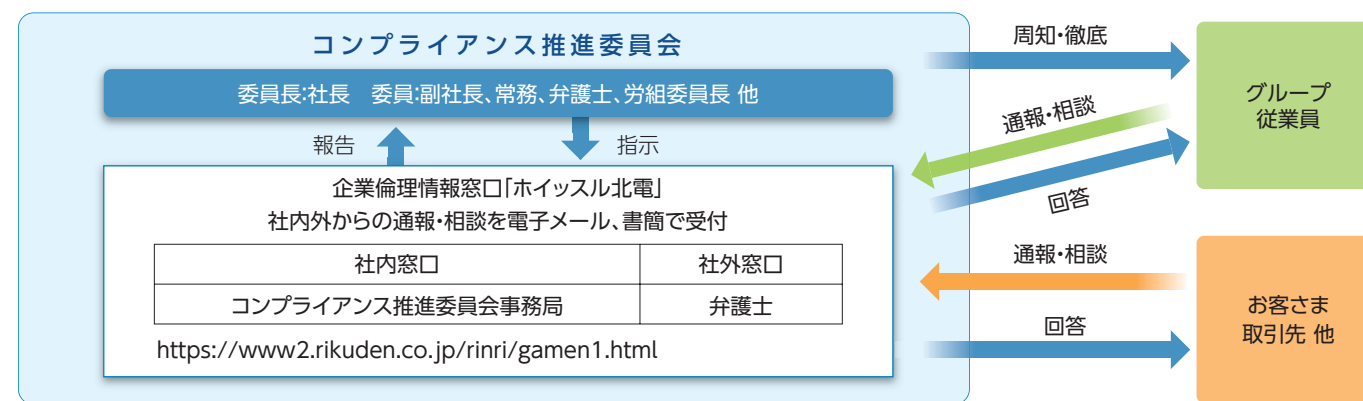 コンプライアンス推進委員会
委員長:社長　委員:副社長、常務、弁護士、労組委員長 他
報告
指示
企業倫理情報窓口「ホイッスル北電」
社内外からの通報・相談を電子メール、書簡で受付
社内窓口
社外窓口
コンプライアンス推進委員会事務局
弁護士
https://www2.rikuden.co.jp/rinri/gamen1.html
周知・徹底
通報・相談
回答
グループ
従業員
通報・相談
回答
お客さま
取引先 他